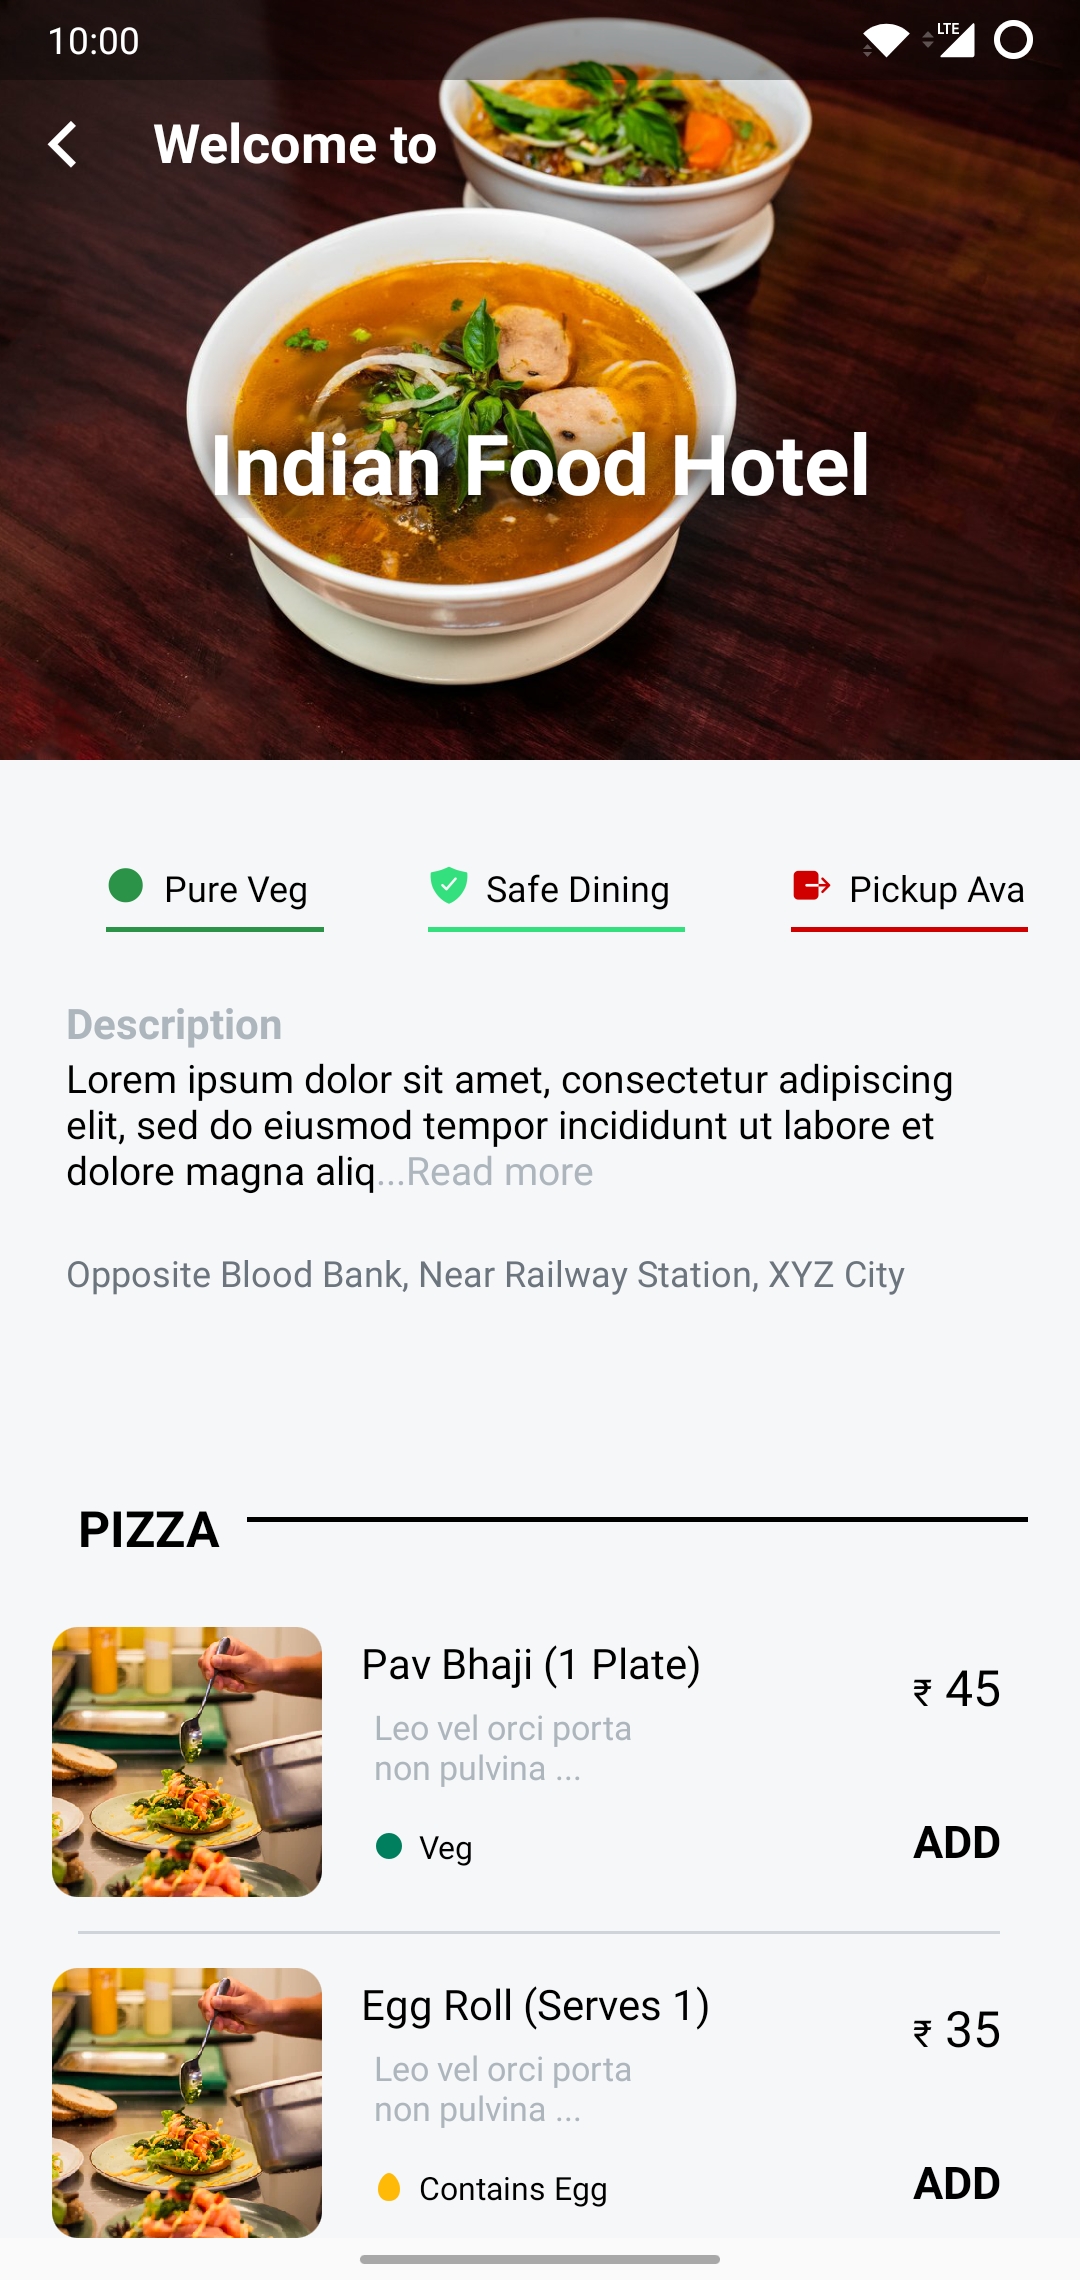 10:00
LTE
Welcome to
Indian Food Hotel
Pure Veg
Safe Dining
Pickup Ava
Description
Lorem ipsum dolor sit amet, consectetur adipiscing
elit, sed do eiusmod tempor incididunt ut labore et
dolore magna aliq...Read more
Opposite Blood Bank, Near Railway Station, XYZ City
PIZZA
Pav Bhaji (1 Plate)
₹ 45
Leo vel orci porta
non pulvina ...
Veg
ADD
Egg Roll (Serves 1)
₹ 35
Leo vel orci porta
non pulvina ...
Contains Egg
ADD